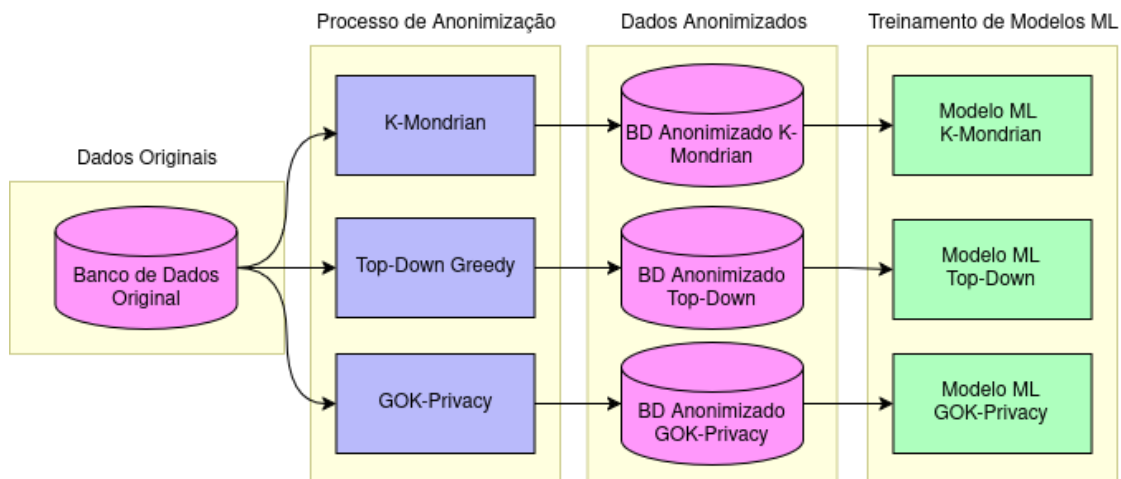 Processo de Anonimização
Dados Anonimizados
Treinamento de Modelos ML
Dados Originais
Banco de Dados
Original
K-Mondrian
BD Anonimizado K-
Mondrian
Modelo ML
K-Mondrian
Top-Down Greedy
BD Anonimizado
Top-Down
Modelo ML
Top-Down
GOK-Privacy
BD Anonimizado
GOK-Privacy
Modelo ML
GOK-Privacy